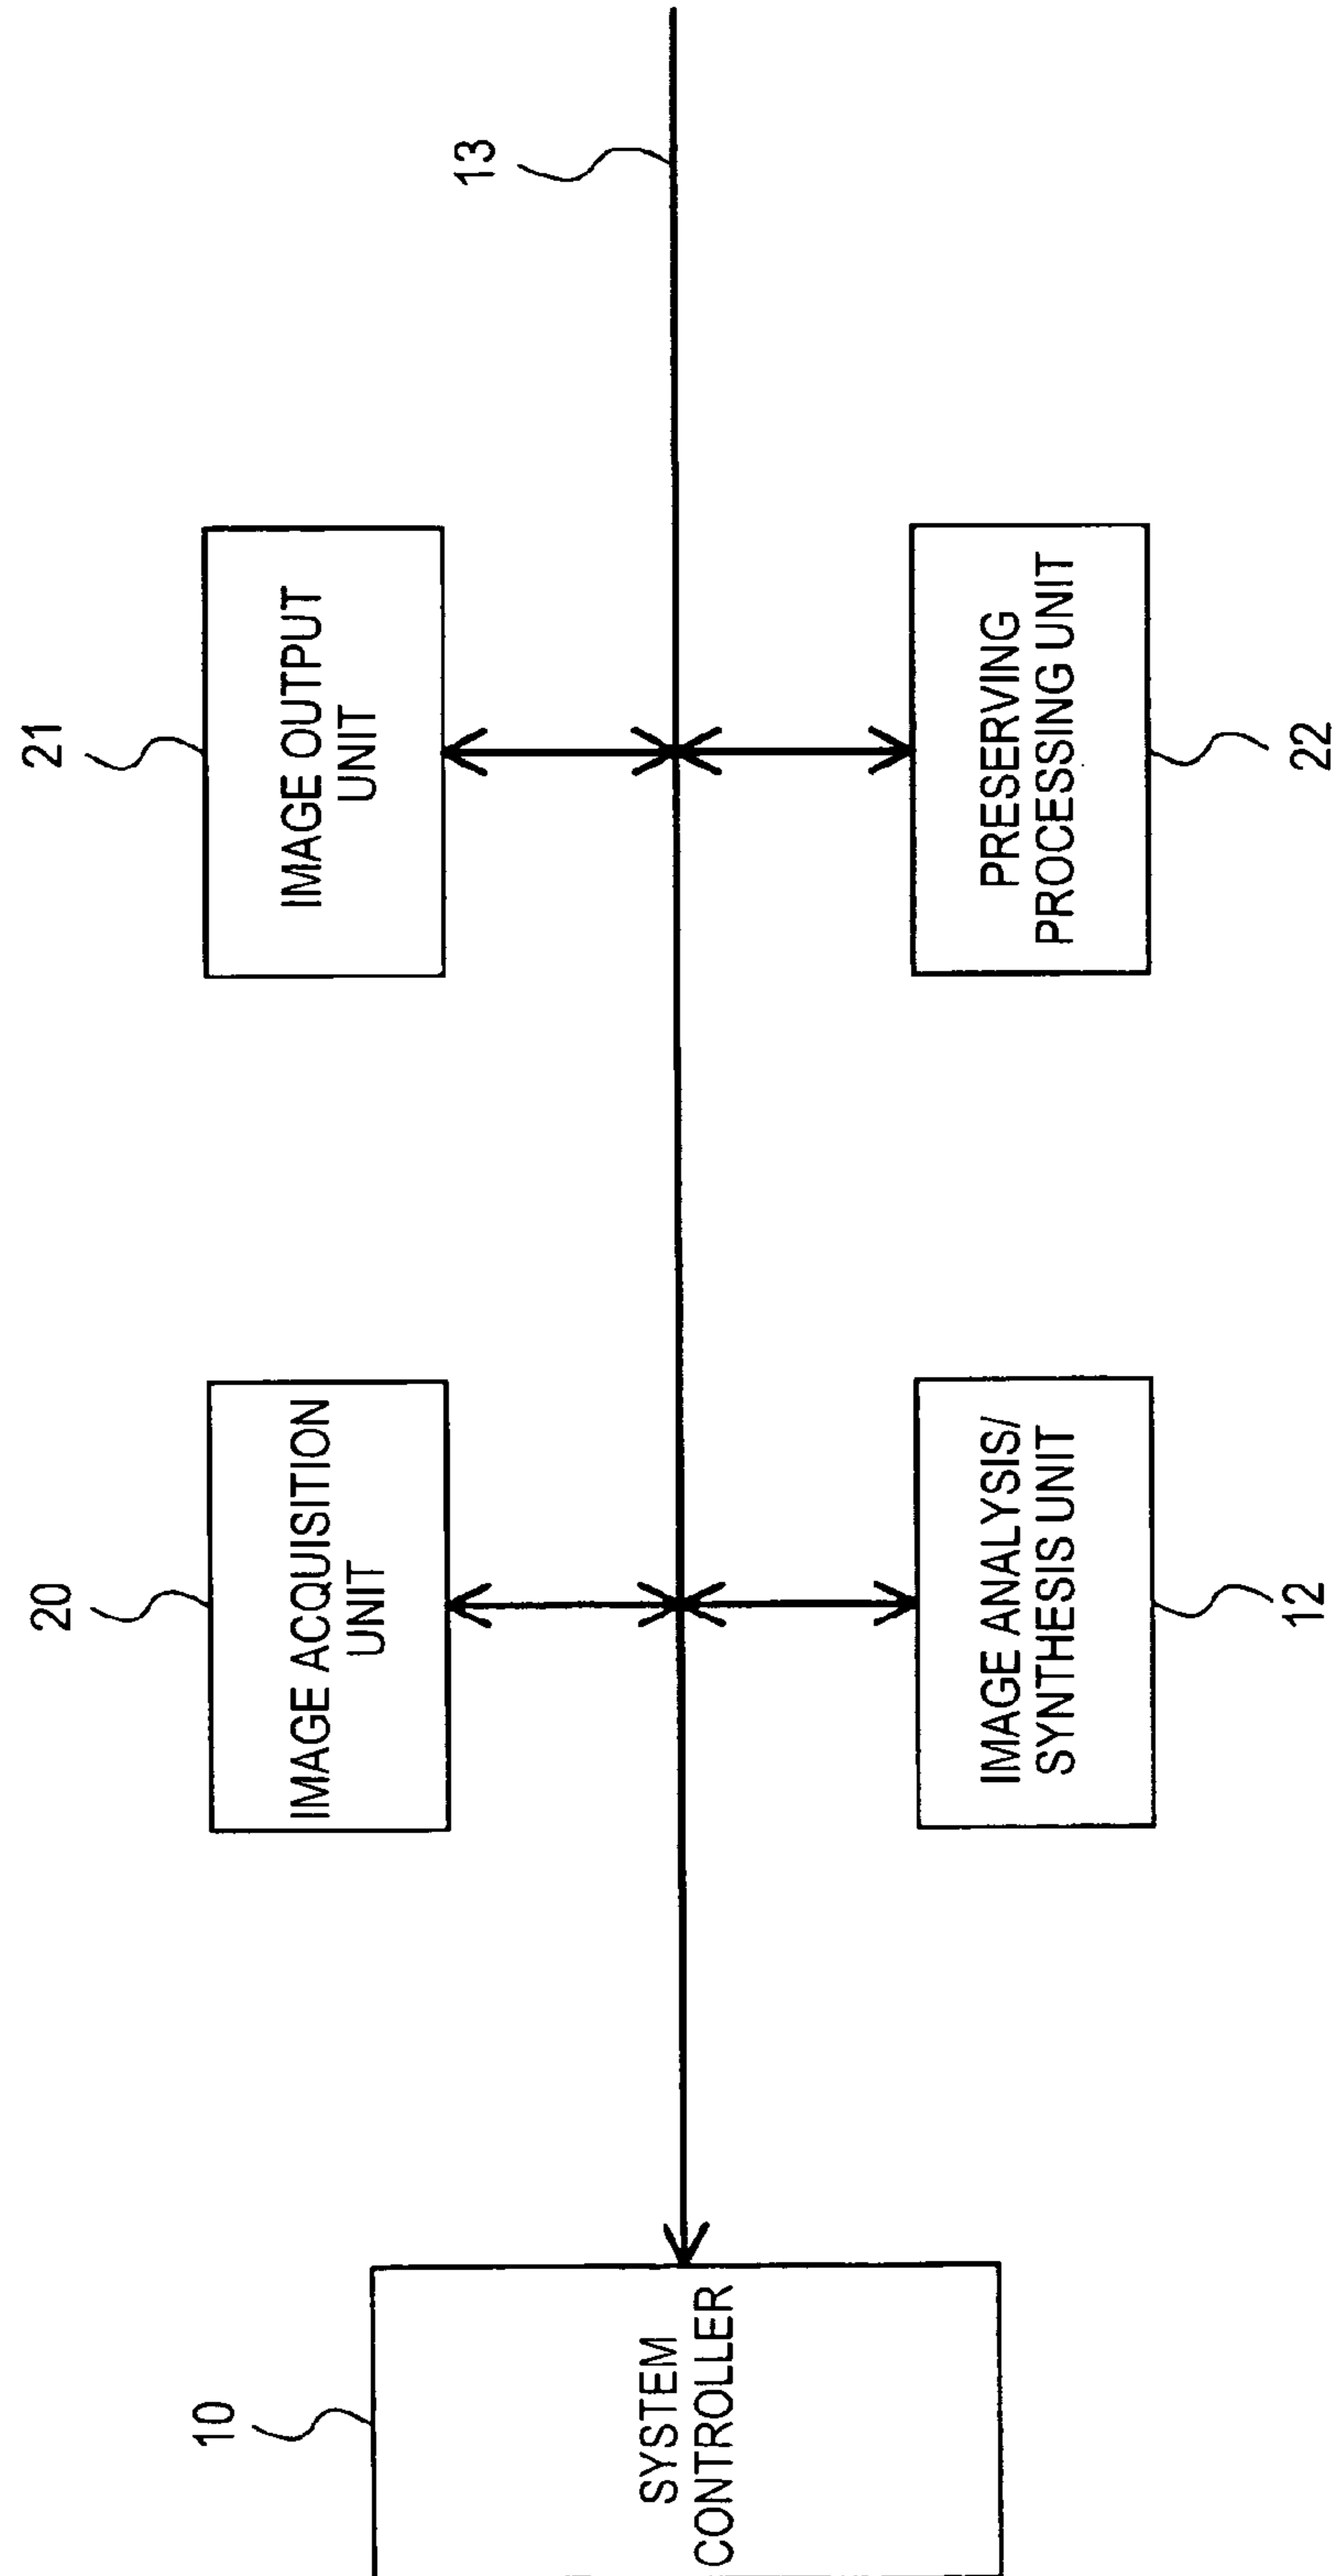 13
21
IMAGE OUTPUT
UNIT
PRESERVING
PROCESSING UNIT
22
20
IMAGE ACQUISITION
UNIT
IMAGE ANALYSIS/
SYNTHESIS UNIT
12
10
SYSTEM
CONTROLLER